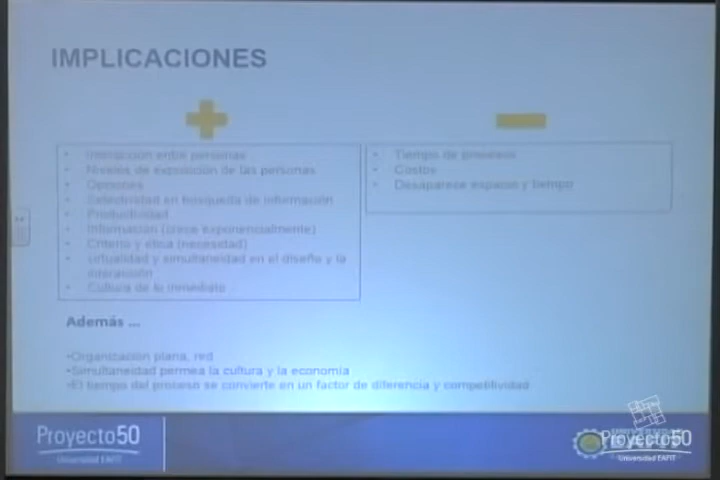 IMPLICACIONES
+
• Interacción entre personas
• Niveles de exposición de las personas
• Opciones
• Selectividad en búsqueda de información
• Productividad
• Información (crece exponencialmente)
• Criterio y ética (necesidad)
• Virtualidad y simultaneidad en el diseño y la
interacción
• Cultura de lo inmediato
–
• Tiempo de procesos
• Costos
• Desaparece espacio y tiempo
Además ...
•Organización plana, red
•Simultaneidad permea la cultura y la economía
•El tiempo del proceso se convierte en un factor de diferencia y competitividad
Proyecto50
Universidad EAFIT
Proyecto50
Universidad EAFIT